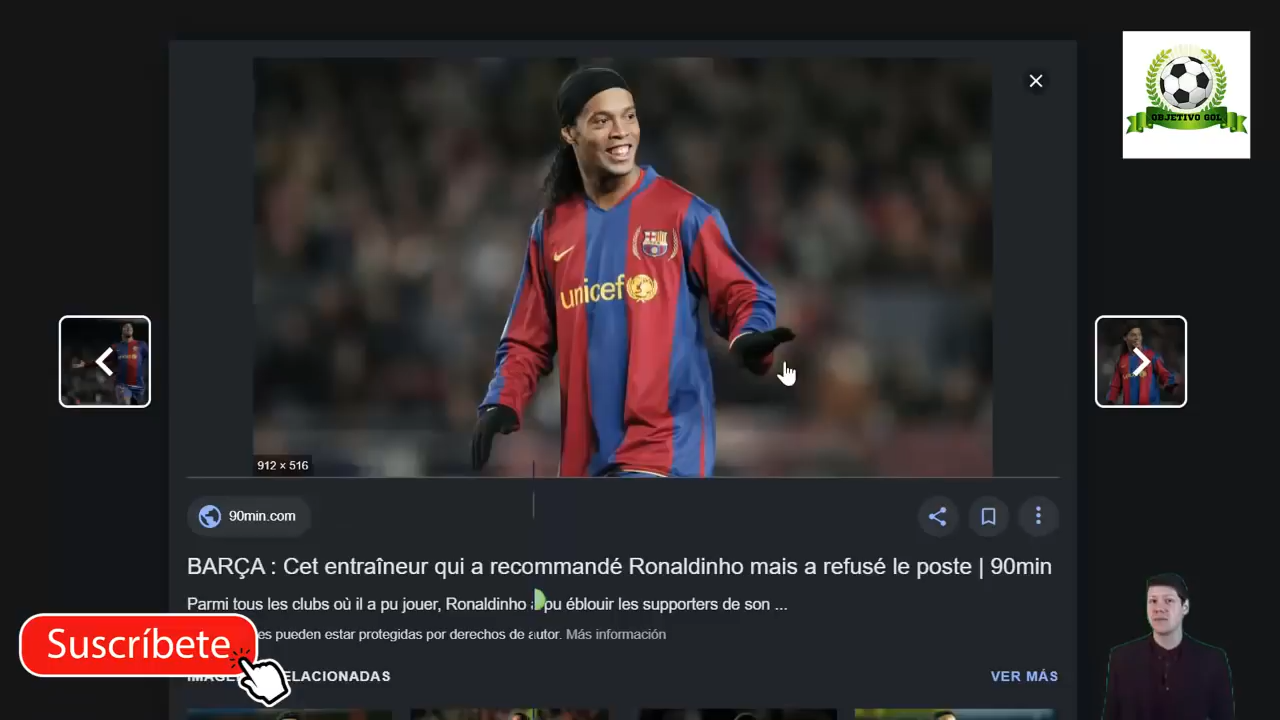 OBJETIVO GOL
unicef
912 × 516
90min.com
BARÇA : Cet entraîneur qui a recommandé Ronaldinho mais a refusé le poste | 90min
Parmi tous les clubs où il a pu jouer, Ronaldinho a pu éblouir les supporters de son ...
es pueden estar protegidas por derechos de autor. Más información
Suscríbete
ELACIONADAS
VER MÁS